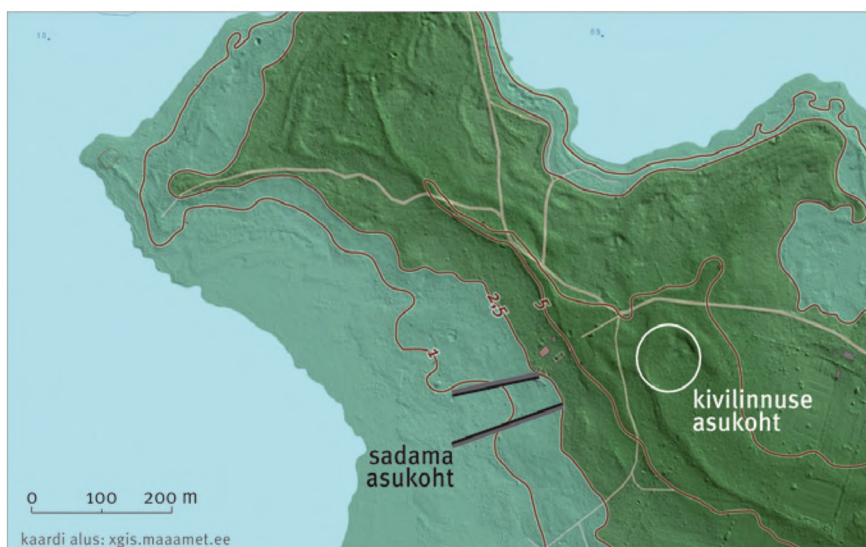 2,5
5
1
kivilinnuse
asukoht
sadama
asukoht
0 100 200 m
kaardi alus: xgis.maaamet.ee